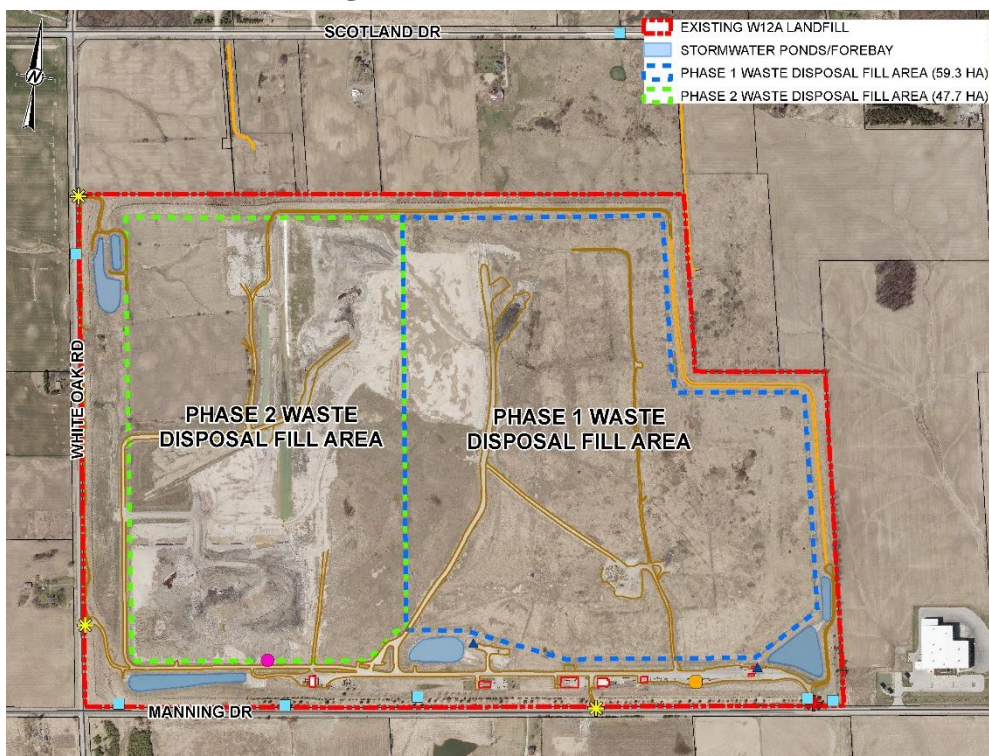 SCOTLAND DR
EXISTING W12A LANDFILL
STORMWATER PONDS/FOREBAY
PHASE 1 WASTE DISPOSAL FILL AREA (59.3 HA)
PHASE 2 WASTE DISPOSAL FILL AREA (47.7 HA)
N
WHITE OAK RD
PHASE 2 WASTE
DISPOSAL FILL AREA
PHASE 1 WASTE
DISPOSAL FILL AREA
MANNING DR